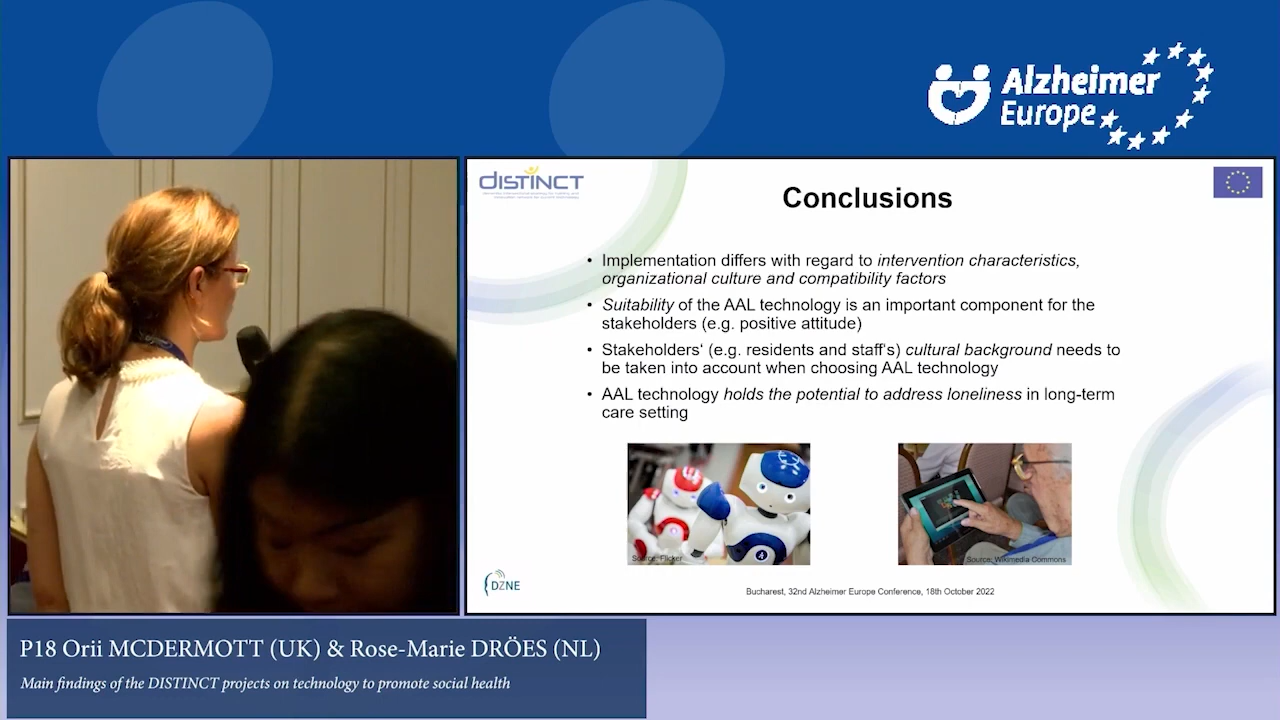 Alzheimer
Europe
DISTINCT
Conclusions
• Implementation differs with regard to intervention characteristics,
organizational culture and compatibility factors
• Suitability of the AAL technology is an important component for the
stakeholders (e.g. positive attitude)
• Stakeholders‘ (e.g. residents and staff‘s) cultural background needs to
be taken into account when choosing AAL technology
• AAL technology holds the potential to address loneliness in long-term
care setting
Source: Flicker
Source: Wikimedia Commons
DZNE
Bucharest, 32nd Alzheimer Europe Conference, 18th October 2022
P18 Orii MCDERMOTT (UK) & Rose-Marie DRÖES (NL)
Main findings of the DISTINCT projects on technology to promote social health